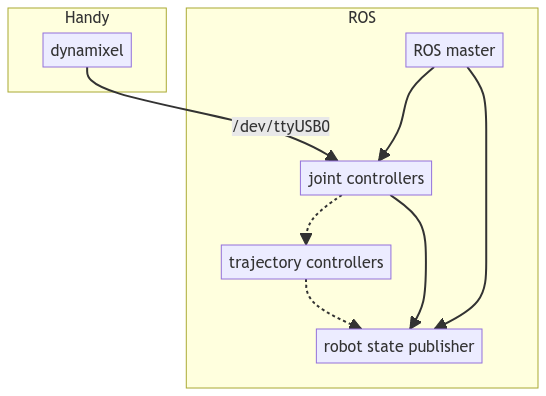 Handy
ROS
dynamixel
ROS master
/dev/ttyUSB0
joint controllers
trajectory controllers
robot state publisher